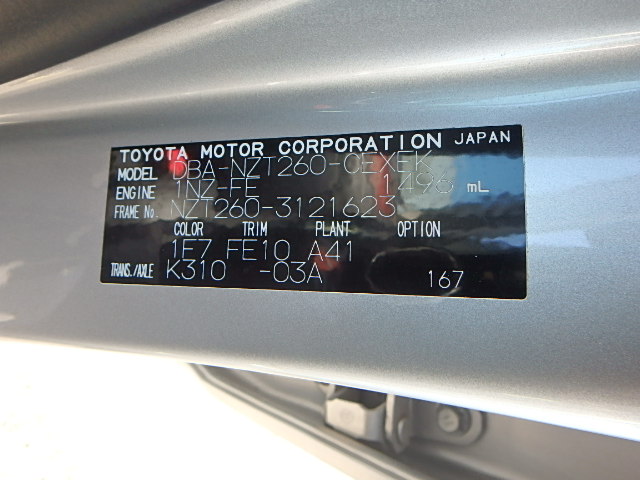 TOYOTA MOTOR CORPORATION JAPAN
MODEL DBA-NZT260-CEXEK
ENGINE 1NZ-FE 1496 mL
FRAME No. NZT260-3121623
COLOR TRIM PLANT OPTION
1E7 FE10 A41
TRANS./AXLE K310 -03A 167